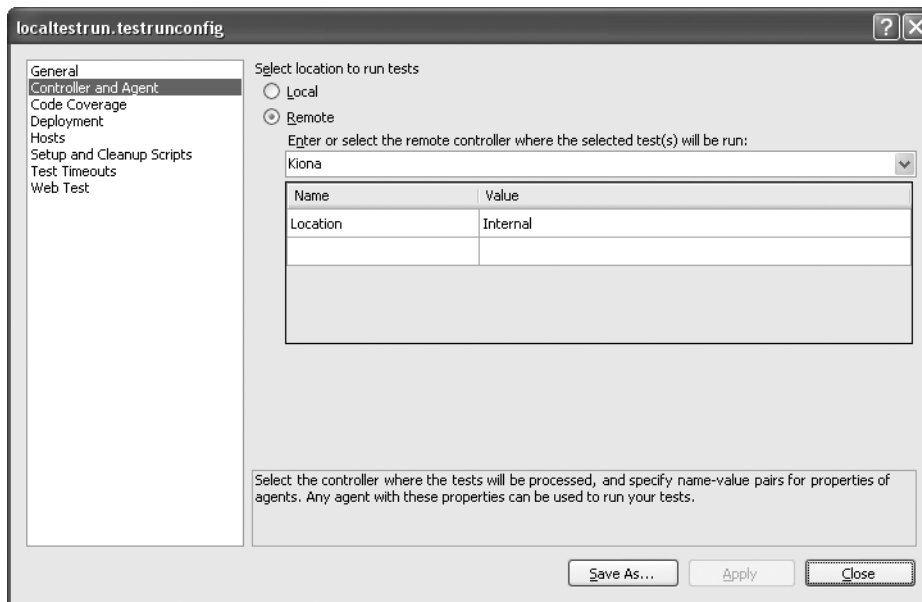 localtestrun.testrunconfig
General
Controller and Agent
Code Coverage
Deployment
Hosts
Setup and Cleanup Scripts
Test Timeouts
Web Test
Select location to run tests
Local
Remote
Enter or select the remote controller where the selected test(s) will be run:
Kiona
Name Value
Location Internal
Select the controller where the tests will be processed, and specify name-value pairs for properties of
agents. Any agent with these properties can be used to run your tests.
Save As... Apply Close